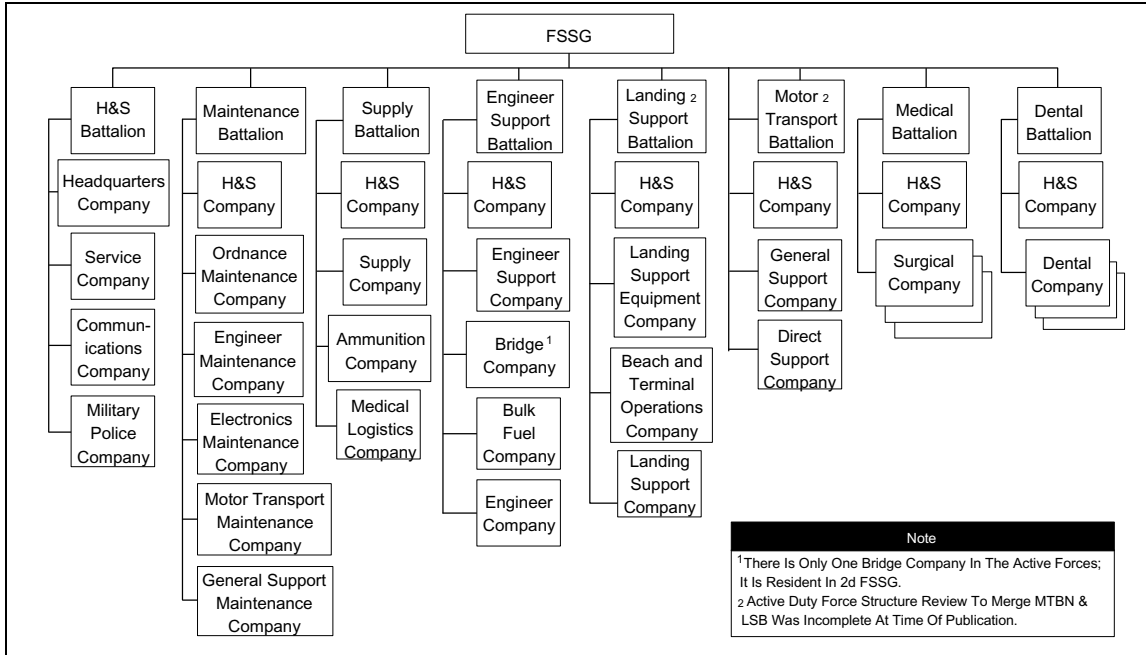 FSSG
H&S
Battalion
Headquarters
Company
Service
Company
Commun-
ications
Company
Military
Police
Company
Maintenance
Battalion
H&S
Company
Ordnance
Maintenance
Company
Engineer
Maintenance
Company
Electronics
Maintenance
Company
Motor Transport
Maintenance
Company
General Support
Maintenance
Company
Supply
Battalion
H&S
Company
Supply
Company
Ammunition
Company
Medical
Logistics
Company
Engineer
Support
Battalion
H&S
Company
Engineer
Support
Company
Bridge 1
Company
Bulk
Fuel
Company
Engineer
Company
Landing 2
Support
Battalion
H&S
Company
Landing
Support
Equipment
Company
Beach and
Terminal
Operations
Company
Landing
Support
Company
Motor 2
Transport
Battalion
H&S
Company
General
Support
Company
Direct
Support
Company
Medical
Battalion
H&S
Company
Surgical
Company
Dental
Battalion
H&S
Company
Dental
Company
Note
1 There Is Only One Bridge Company In The Active Forces;
It Is Resident In 2d FSSG.
2 Active Duty Force Structure Review To Merge MTBN &
LSB Was Incomplete At Time Of Publication.